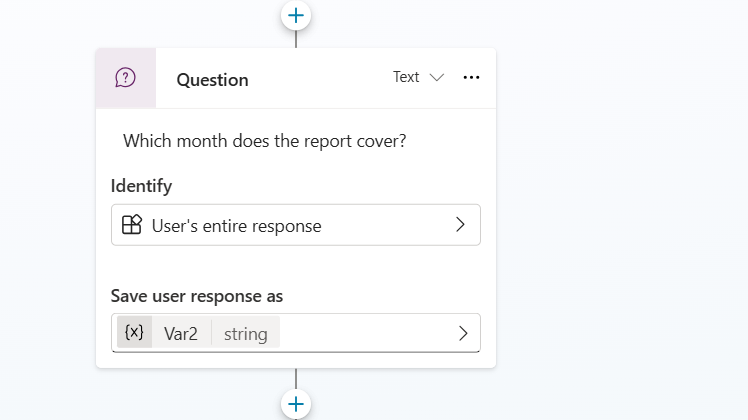 Question Text ...
Which month does the report cover?
Identify
User's entire response
Save user response as
{x} Var2 string